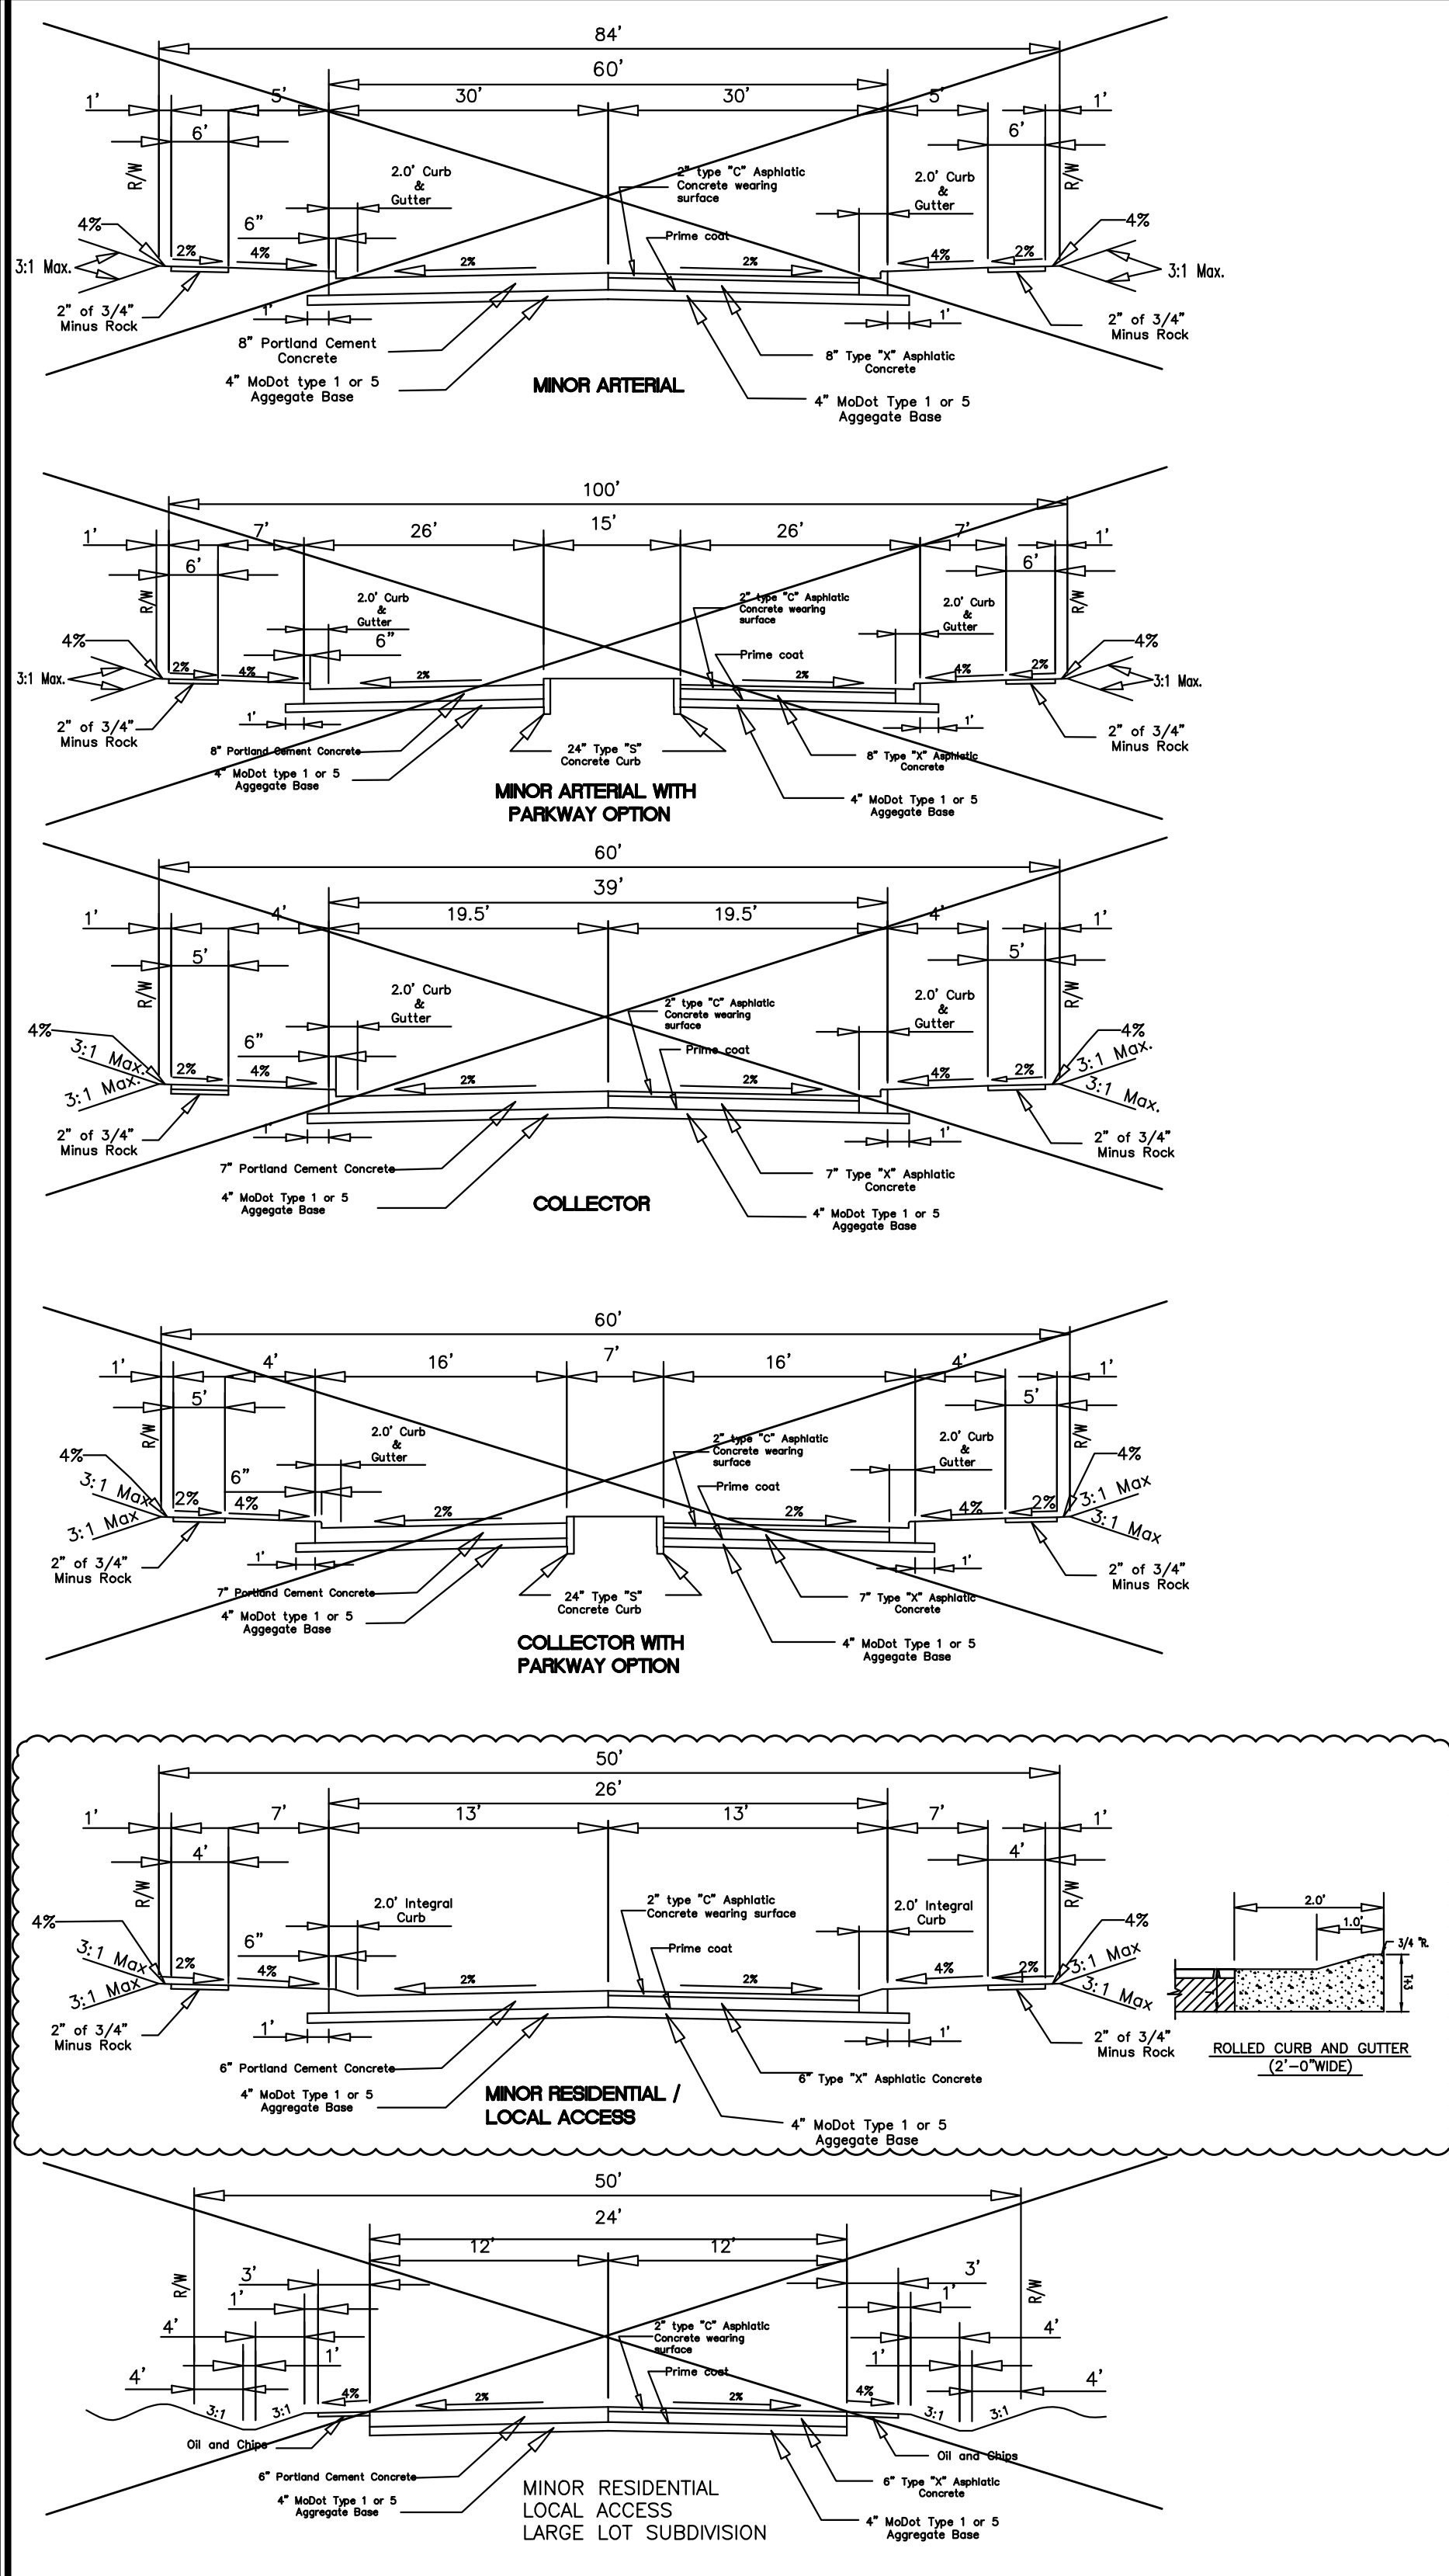 84'
60'
1' 5' 30' 30' 5' 1'
6' 6'
R/W R/W
2.0' Curb
&
Gutter
2" type "C" Asphlatic
Concrete wearing
surface
2.0' Curb
&
Gutter
4% 6" Prime coat 4%
2% 4% 2% 2% 4% 2%
3:1 Max. 3:1 Max.
2" of 3/4"
Minus Rock
1' 1'
2" of 3/4"
Minus Rock
8" Portland Cement
Concrete
8" Type "X" Asphlatic
Concrete
4" MoDot type 1 or 5
Aggegate Base
MINOR ARTERIAL
4" MoDot Type 1 or 5
Aggegate Base
100'
1' 7' 26' 15' 26' 7' 1'
6' 6'
R/W R/W
2.0' Curb
&
Gutter
2" type "C" Asphlatic
Concrete wearing
surface
2.0' Curb
&
Gutter
4% 6" Prime coat 4%
2% 4% 2% 2% 4% 2%
3:1 Max. 3:1 Max.
2" of 3/4"
Minus Rock
1' 1'
2" of 3/4"
Minus Rock
8" Portland Cement Concrete
24" Type "S"
Concrete Curb
8" Type "X" Asphlatic
Concrete
4" MoDot type 1 or 5
Aggegate Base
MINOR ARTERIAL WITH
PARKWAY OPTION
4" MoDot Type 1 or 5
Aggegate Base
60'
39'
1' 4' 19.5' 19.5' 4' 1'
5' 5'
R/W R/W
2.0' Curb
&
Gutter
2" type "C" Asphlatic
Concrete wearing
surface
2.0' Curb
&
Gutter
4% 6" Prime coat 4%
3:1 Max. 3:1 Max.
2% 4% 2% 2% 4% 2%
3:1 Max. 3:1 Max.
2" of 3/4"
Minus Rock
1' 1'
2" of 3/4"
Minus Rock
7" Portland Cement Concrete
7" Type "X" Asphlatic
Concrete
4" MoDot Type 1 or 5
Aggegate Base
COLLECTOR
4" MoDot Type 1 or 5
Aggegate Base
60'
1' 4' 16' 7' 16' 4' 1'
5' 5'
R/W R/W
2.0' Curb
&
Gutter
2" type "C" Asphlatic
Concrete wearing
surface
2.0' Curb
&
Gutter
4% 6" Prime coat 4%
3:1 Max 3:1 Max
2% 4% 2% 2% 4% 2%
3:1 Max 3:1 Max
2" of 3/4"
Minus Rock
1' 1'
2" of 3/4"
Minus Rock
7" Portland Cement Concrete
24" Type "S"
Concrete Curb
7" Type "X" Asphlatic
Concrete
4" MoDot type 1 or 5
Aggegate Base
COLLECTOR WITH
PARKWAY OPTION
4" MoDot Type 1 or 5
Aggegate Base
50'
26'
1' 7' 13' 13' 7' 1'
4' 4'
R/W R/W
2.0' Integral
Curb
2" type "C" Asphlatic
Concrete wearing surface
2.0' Integral
Curb
4% 6" Prime coat 4%
3:1 Max 3:1 Max
2% 4% 2% 2% 4% 2%
3:1 Max 3:1 Max
2" of 3/4"
Minus Rock
1' 1'
2" of 3/4"
Minus Rock
6" Portland Cement Concrete
6" Type "X" Asphlatic Concrete
4" MoDot Type 1 or 5
Aggregate Base
MINOR RESIDENTIAL /
LOCAL ACCESS
4" MoDot Type 1 or 5
Aggegate Base
2.0'
1.0'
3/4 "R.
ROLLED CURB AND GUTTER
(2'-0"WIDE)
50'
24'
12' 12'
R/W R/W
3' 3'
1' 1'
4' 4'
1' 1'
4' 4'
2" type "C" Asphlatic
Concrete wearing
surface
Prime coat
4% 2% 2% 4%
3:1 3:1 3:1 3:1
Oil and Chips Oil and Chips
6" Portland Cement Concrete
6" Type "X" Asphlatic
Concrete
4" MoDot Type 1 or 5
Aggregate Base
MINOR RESIDENTIAL
LOCAL ACCESS
LARGE LOT SUBDIVISION
4" MoDot Type 1 or 5
Aggregate Base